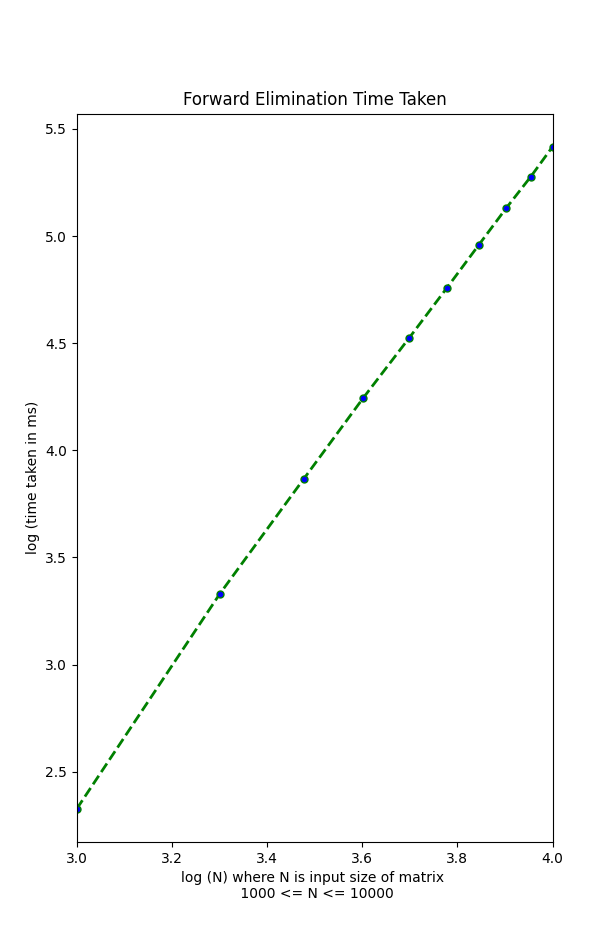 Forward Elimination Time Taken
5.5
5.0
4.5
4.0
3.5
3.0
2.5
log (time taken in ms)
3.0 3.2 3.4 3.6 3.8 4.0
log (N) where N is input size of matrix
1000 <= N <= 10000